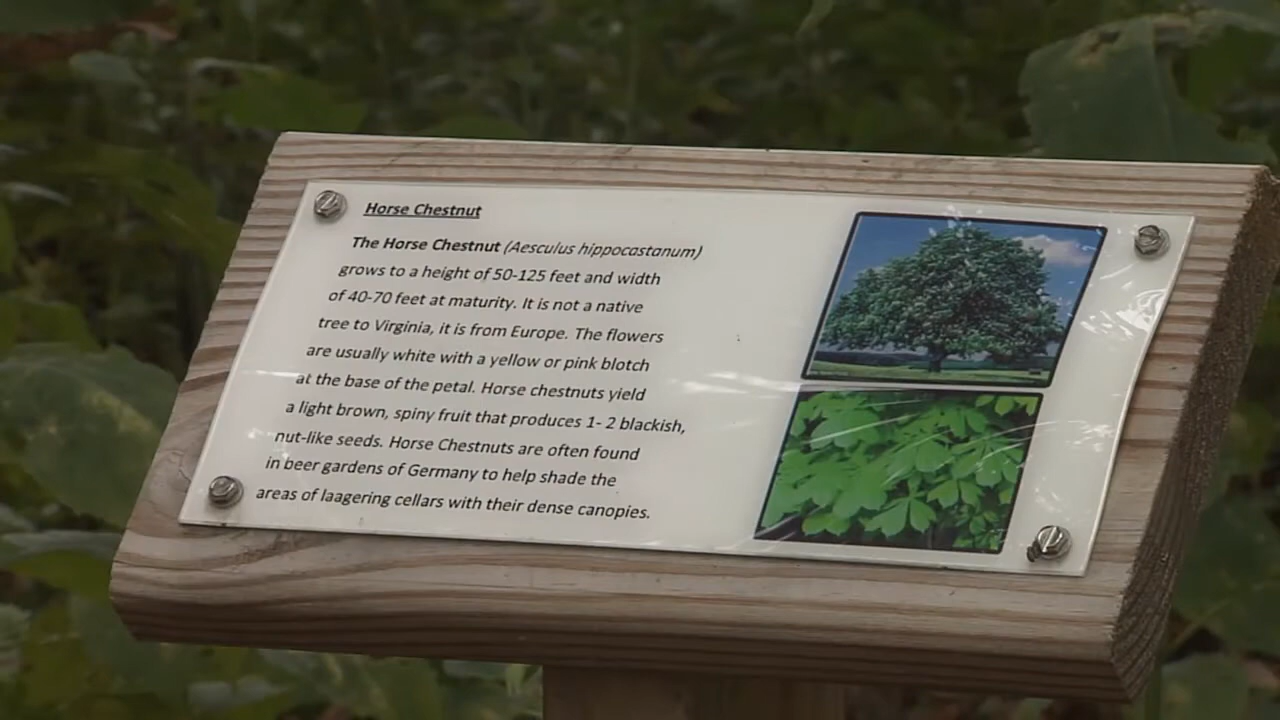 Horse Chestnut
The Horse Chestnut (Aesculus hippocastanum)
grows to a height of 50-125 feet and width
of 40-70 feet at maturity. It is not a native
tree to Virginia, it is from Europe. The flowers
are usually white with a yellow or pink blotch
at the base of the petal. Horse chestnuts yield
a light brown, spiny fruit that produces 1- 2 blackish,
nut-like seeds. Horse Chestnuts are often found
in beer gardens of Germany to help shade the
areas of laagering cellars with their dense canopies.